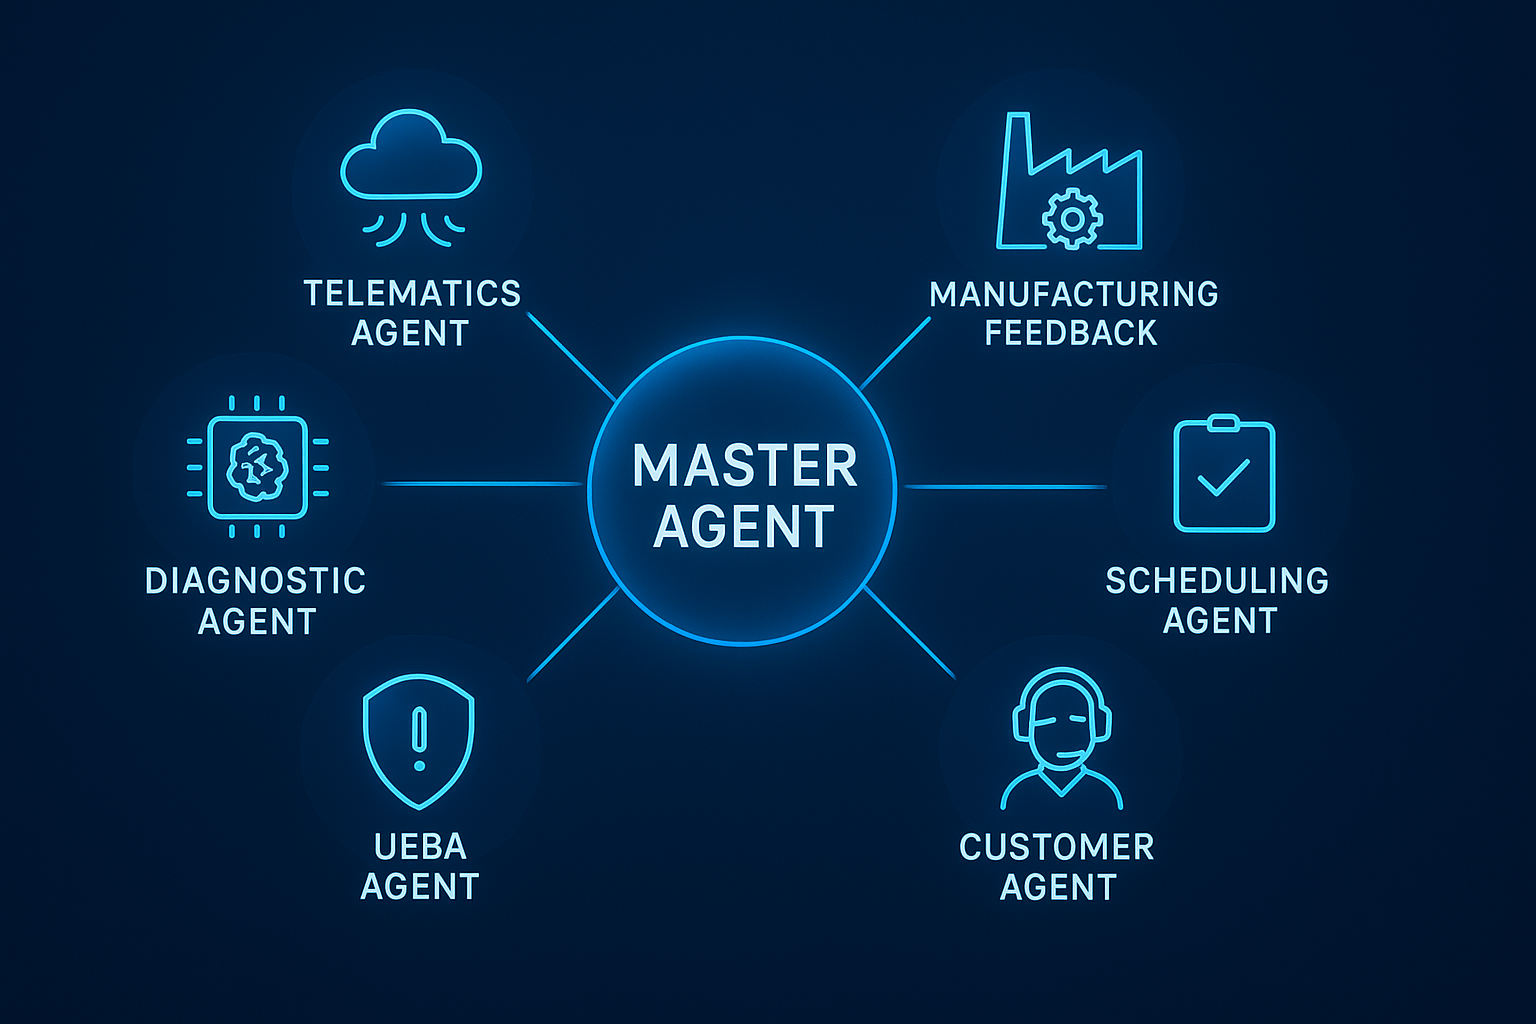 TELEMATICS
AGENT
MANUFACTURING
FEEDBACK
MASTER
AGENT
DIAGNOSTIC
AGENT
SCHEDULING
AGENT
UEBA
AGENT
CUSTOMER
AGENT